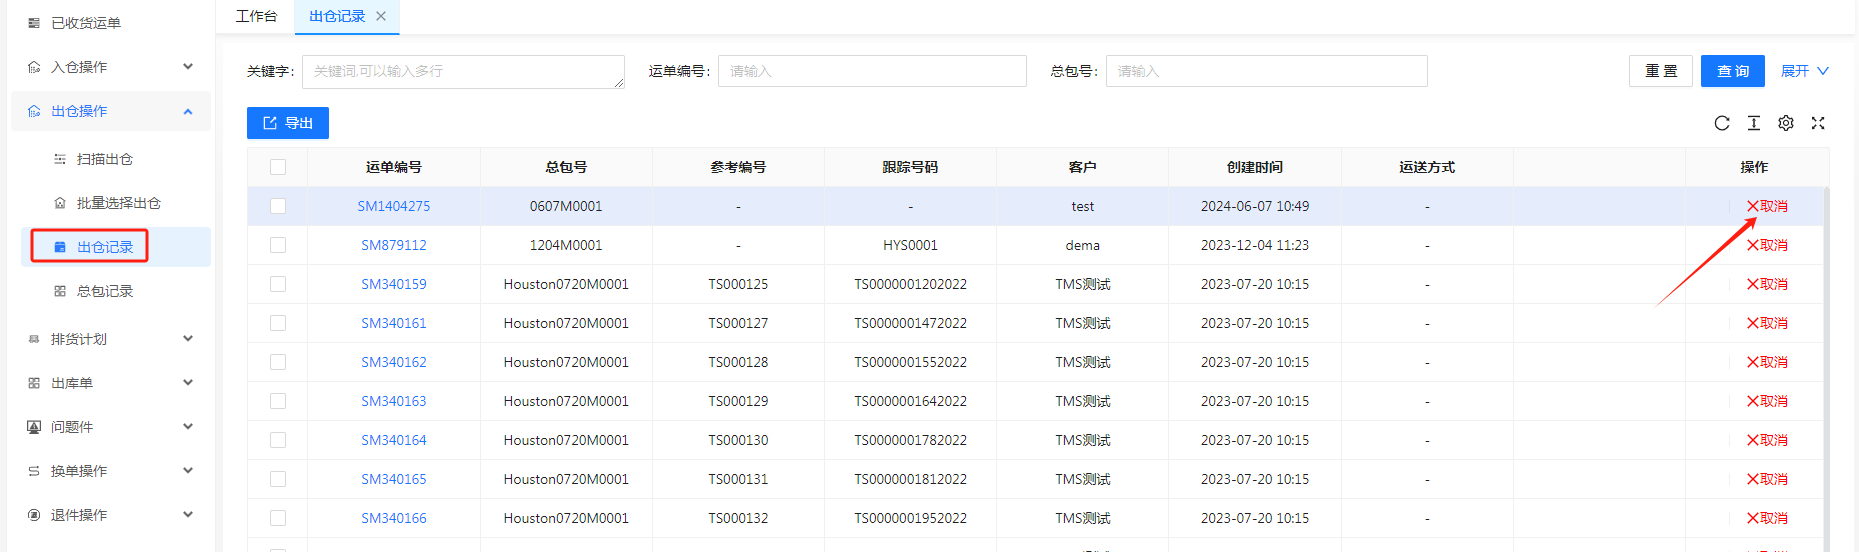 已收货运单
入仓操作
出仓操作
扫描出仓
批量选择出仓
出仓记录
总包记录
排货计划
出库单
问题件
换单操作
退件操作
工作台 出仓记录
关键字: 关键词,可以输入多行 运单编号: 请输入 总包号: 请输入 重置 查询 展开
导出
运单编号 总包号 参考编号 跟踪号码 客户 创建时间 运送方式 操作
SM1404275 0607M0001 - - test 2024-06-07 10:49 - 取消
SM879112 1204M0001 - HYS0001 dema 2023-12-04 11:23 - 取消
SM340159 Houston0720M0001 TS000125 TS0000001202022 TMS测试 2023-07-20 10:15 - 取消
SM340161 Houston0720M0001 TS000127 TS0000001472022 TMS测试 2023-07-20 10:15 - 取消
SM340162 Houston0720M0001 TS000128 TS0000001552022 TMS测试 2023-07-20 10:15 - 取消
SM340163 Houston0720M0001 TS000129 TS0000001642022 TMS测试 2023-07-20 10:15 - 取消
SM340164 Houston0720M0001 TS000130 TS0000001782022 TMS测试 2023-07-20 10:15 - 取消
SM340165 Houston0720M0001 TS000131 TS0000001812022 TMS测试 2023-07-20 10:15 - 取消
SM340166 Houston0720M0001 TS000132 TS0000001952022 TMS测试 2023-07-20 10:15 - 取消